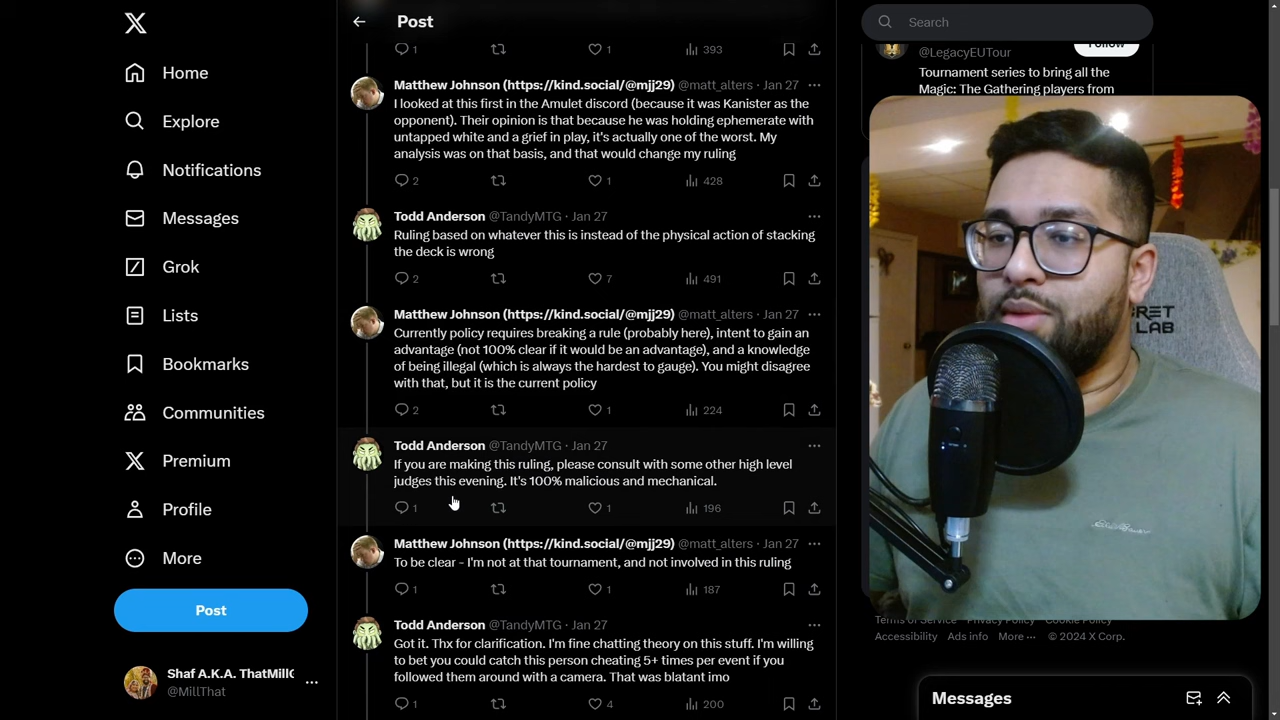 Post
Search
Home
Explore
Notifications
Messages
Grok
Lists
Bookmarks
Communities
Premium
Profile
More
Post
Shaf A.K.A. ThatMillC
@MillThat
1
1
393
Matthew Johnson (https://kind.social/@mjj29) @matt_alters · Jan 27
I looked at this first in the Amulet discord (because it was Kanister as the
opponent). Their opinion is that because he was holding ephemerate with
untapped white and a grief in play, it's actually one of the worst. My
analysis was on that basis, and that would change my ruling
2
1
428
Todd Anderson @TandyMTG · Jan 27
Ruling based on whatever this is instead of the physical action of stacking
the deck is wrong
2
7
491
Matthew Johnson (https://kind.social/@mjj29) @matt_alters · Jan 27
Currently policy requires breaking a rule (probably here), intent to gain an
advantage (not 100% clear if it would be an advantage), and a knowledge
of being illegal (which is always the hardest to gauge). You might disagree
with that, but it is the current policy
2
1
224
Todd Anderson @TandyMTG · Jan 27
If you are making this ruling, please consult with some other high level
judges this evening. It's 100% malicious and mechanical.
1
1
196
Matthew Johnson (https://kind.social/@mjj29) @matt_alters · Jan 27
To be clear - I'm not at that tournament, and not involved in this ruling
1
1
187
Todd Anderson @TandyMTG · Jan 27
Got it. Thx for clarification. I'm fine chatting theory on this stuff. I'm willing
to bet you could catch this person cheating 5+ times per event if you
followed them around with a camera. That was blatant imo
1
4
200
@LegacyEUTour
Follow
Tournament series to bring all the
Magic: The Gathering players from
RET
LAB
Terms of Service Privacy Policy Cookie Policy
Accessibility Ads info More ··· © 2024 X Corp.
Messages